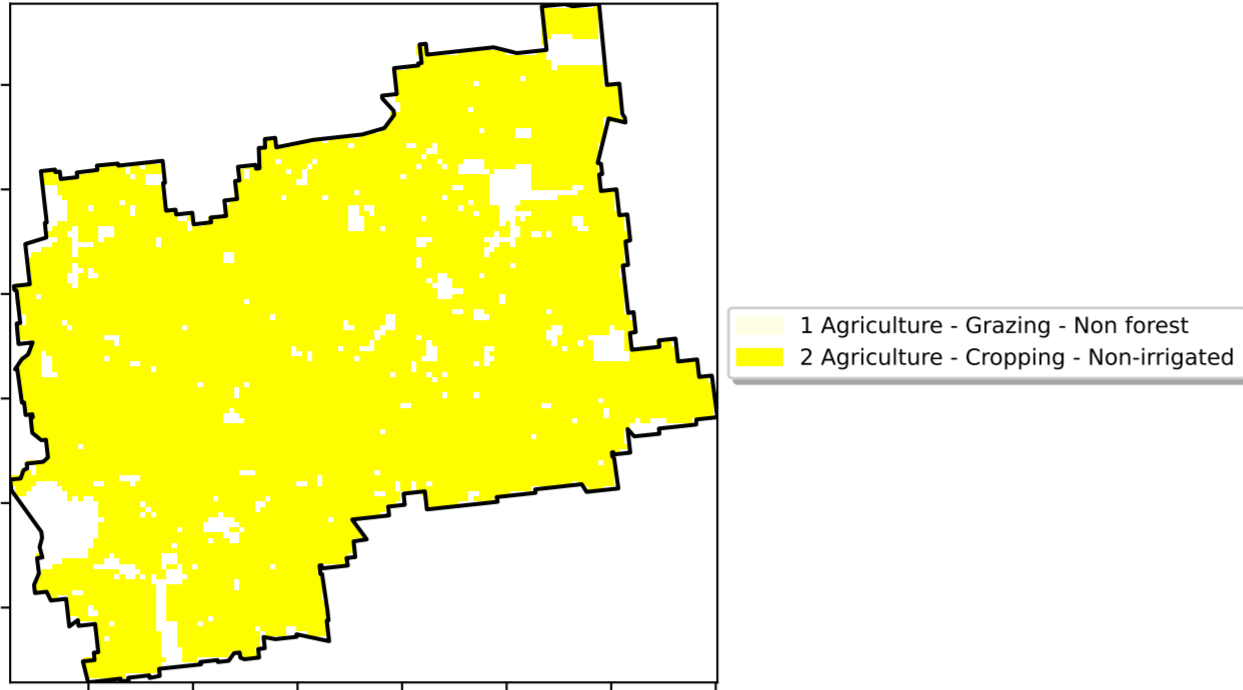 1 Agriculture - Grazing - Non forest
2 Agriculture - Cropping - Non-irrigated